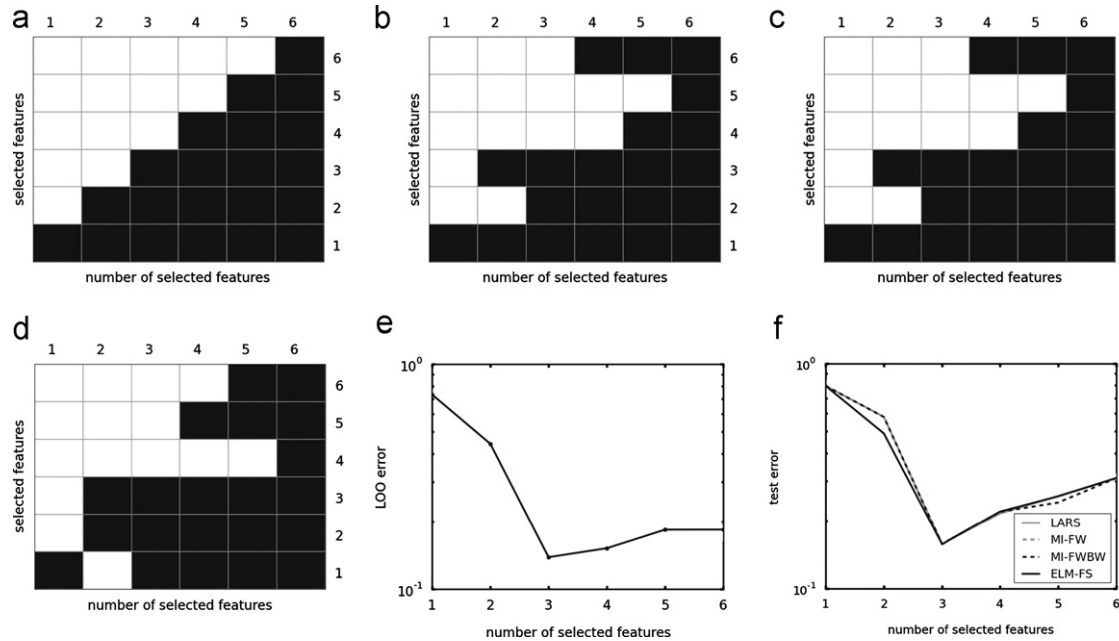 a
1 2 3 4 5 6
selected features
6
5
4
3
2
1
number of selected features
b
1 2 3 4 5 6
selected features
6
5
4
3
2
1
number of selected features
c
1 2 3 4 5 6
selected features
6
5
4
3
2
1
number of selected features
d
1 2 3 4 5 6
selected features
6
5
4
3
2
1
number of selected features
e
10⁰
LOO error
10⁻¹
1 2 3 4 5 6
number of selected features
f
10⁰
test error
LARS
MI-FW
MI-FWBW
ELM-FS
10⁻¹
1 2 3 4 5 6
number of selected features